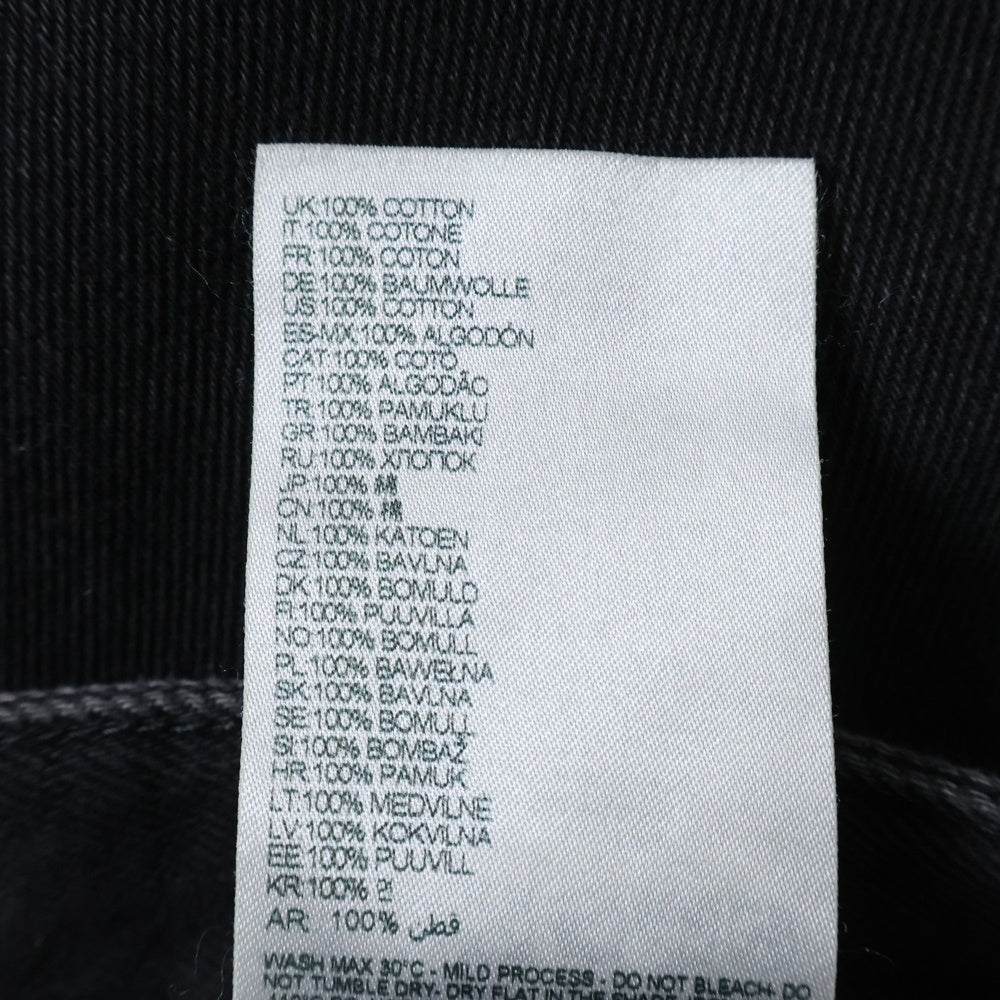 UK:100% COTTON
IT:100% COTONE
FR:100% COTON
DE:100% BAUMWOLLE
US:100% COTTON
ES-MX:100% ALGODÓN
CAT:100% COTÓ
PT:100% ALGODÃO
TR:100% PAMUKLU
GR:100% BAMBAKI
RU:100% ХЛОПОК
JP:100% 綿
CN:100% 棉
NL:100% KATOEN
CZ:100% BAVLNA
DK:100% BOMULD
FI:100% PUUVILLA
NO:100% BOMULL
PL:100% BAWEŁNA
SK:100% BAVLNA
SE:100% BOMULL
SI:100% BOMBAŽ
HR:100% PAMUK
LT:100% MEDVILNE
LV:100% KOKVILNA
EE:100% PUUVILL
KR:100% 면
AR: 100% قطن
WASH MAX 30°C - MILD PROCESS - DO NOT BLEACH- DO
NOT TUMBLE DRY- DRY FLAT IN THE SHADE